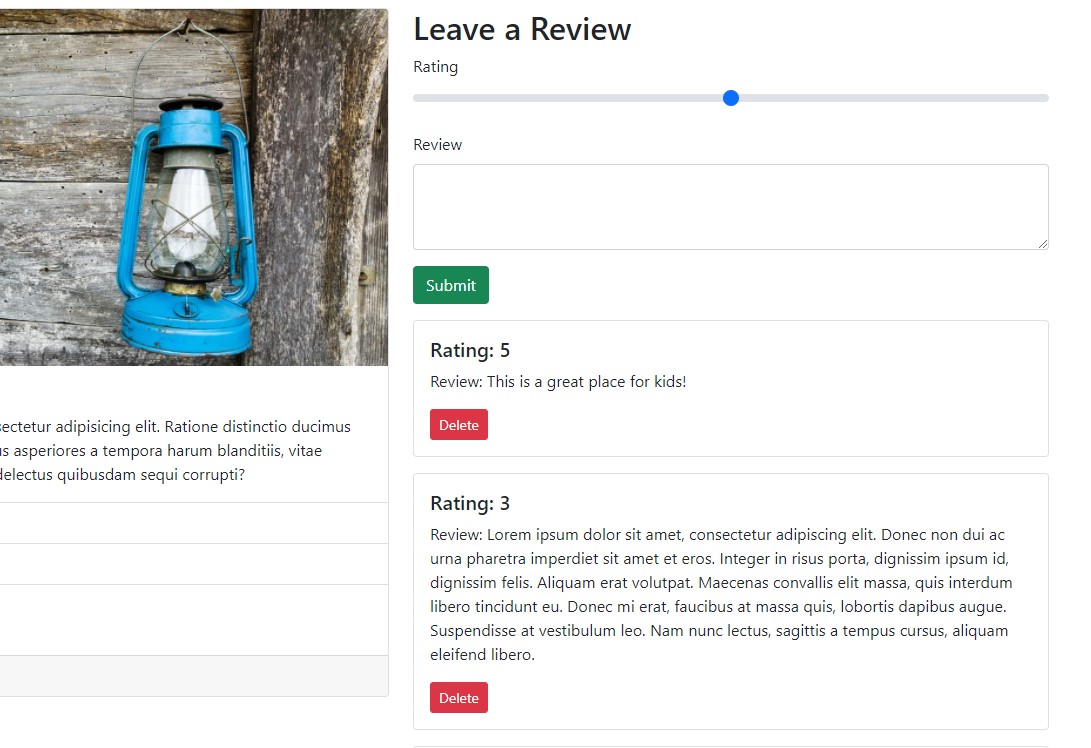 ectetur adipisicing elit. Ratione distinctio ducimus
s asperiores a tempora harum blanditiis, vitae
delectus quibusdam sequi corrupti?
Leave a Review
Rating
Review
Submit
Rating: 5
Review: This is a great place for kids!
Delete
Rating: 3
Review: Lorem ipsum dolor sit amet, consectetur adipiscing elit. Donec non dui ac
urna pharetra imperdiet sit amet et eros. Integer in risus porta, dignissim ipsum id,
dignissim felis. Aliquam erat volutpat. Maecenas convallis elit massa, quis interdum
libero tincidunt eu. Donec mi erat, faucibus at massa quis, lobortis dapibus augue.
Suspendisse at vestibulum leo. Nam nunc lectus, sagittis a tempus cursus, aliquam
eleifend libero.
Delete